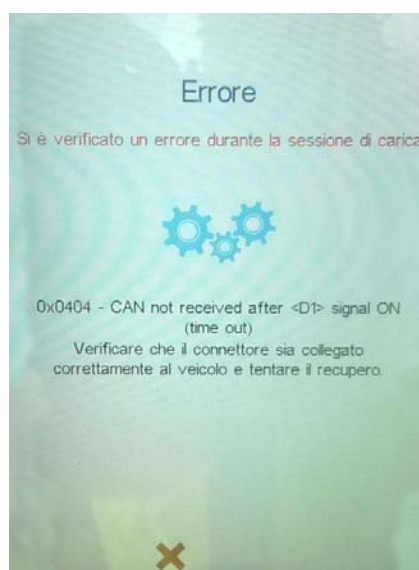 Errore
Si è verificato un errore durante la sessione di carica
0x0404 - CAN not received after <D1> signal ON
(time out)
Verificare che il connettore sia collegato
correttamente al veicolo e tentare il recupero.